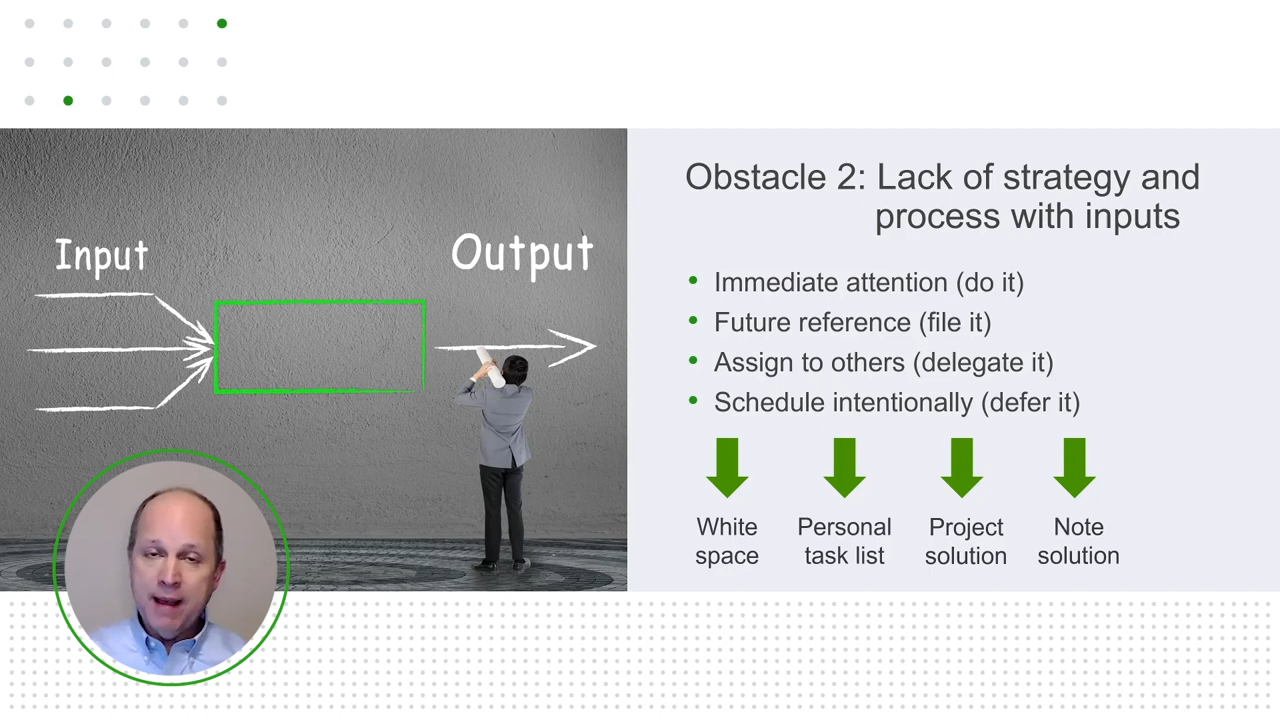 Input
Output
Obstacle 2: Lack of strategy and
process with inputs
• Immediate attention (do it)
• Future reference (file it)
• Assign to others (delegate it)
• Schedule intentionally (defer it)
White
space
Personal
task list
Project
solution
Note
solution